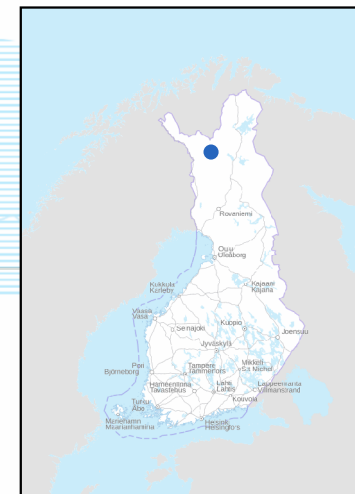 Rovaniemi
Oulu
Uleåborg
Kajaani
Kajana
Kokkola
Karleby
Vaasa
Vasa
Seinäjoki
Kuopio
Joensuu
Jyväskylä
Pori
Björneborg
Tampere
Tammerfors
Mikkeli
S:t Michel
Hämeenlinna
Tavastehus
Lahti
Lahtis
Lappeenranta
Villmanstrand
Kouvola
Turku
Åbo
Helsinki
Helsingfors